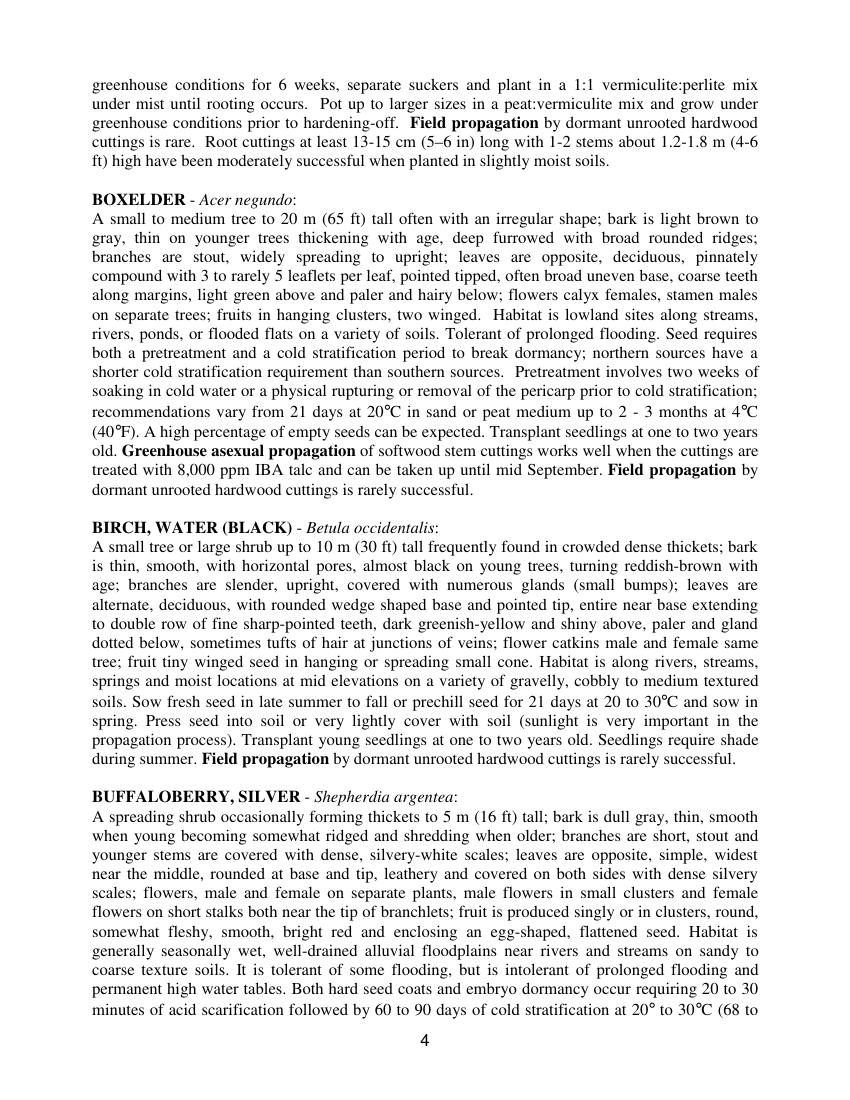 greenhouse conditions for 6 weeks, separate suckers and plant in a 1:1 vermiculite:perlite mix
under mist until rooting occurs.  Pot up to larger sizes in a peat:vermiculite mix and grow under
greenhouse conditions prior to hardening-off.  Field propagation by dormant unrooted hardwood
cuttings is rare.  Root cuttings at least 13-15 cm (5–6 in) long with 1-2 stems about 1.2-1.8 m (4-6
ft) high have been moderately successful when planted in slightly moist soils.
BOXELDER - Acer negundo:
A small to medium tree to 20 m (65 ft) tall often with an irregular shape; bark is light brown to
gray, thin on younger trees thickening with age, deep furrowed with broad rounded ridges;
branches are stout, widely spreading to upright; leaves are opposite, deciduous, pinnately
compound with 3 to rarely 5 leaflets per leaf, pointed tipped, often broad uneven base, coarse teeth
along margins, light green above and paler and hairy below; flowers calyx females, stamen males
on separate trees; fruits in hanging clusters, two winged.  Habitat is lowland sites along streams,
rivers, ponds, or flooded flats on a variety of soils. Tolerant of prolonged flooding. Seed requires
both a pretreatment and a cold stratification period to break dormancy; northern sources have a
shorter cold stratification requirement than southern sources.  Pretreatment involves two weeks of
soaking in cold water or a physical rupturing or removal of the pericarp prior to cold stratification;
recommendations vary from 21 days at 20°C in sand or peat medium up to 2 - 3 months at 4°C
(40°F). A high percentage of empty seeds can be expected. Transplant seedlings at one to two years
old. Greenhouse asexual propagation of softwood stem cuttings works well when the cuttings are
treated with 8,000 ppm IBA talc and can be taken up until mid September. Field propagation by
dormant unrooted hardwood cuttings is rarely successful.
BIRCH, WATER (BLACK) - Betula occidentalis:
A small tree or large shrub up to 10 m (30 ft) tall frequently found in crowded dense thickets; bark
is thin, smooth, with horizontal pores, almost black on young trees, turning reddish-brown with
age; branches are slender, upright, covered with numerous glands (small bumps); leaves are
alternate, deciduous, with rounded wedge shaped base and pointed tip, entire near base extending
to double row of fine sharp-pointed teeth, dark greenish-yellow and shiny above, paler and gland
dotted below, sometimes tufts of hair at junctions of veins; flower catkins male and female same
tree; fruit tiny winged seed in hanging or spreading small cone. Habitat is along rivers, streams,
springs and moist locations at mid elevations on a variety of gravelly, cobbly to medium textured
soils. Sow fresh seed in late summer to fall or prechill seed for 21 days at 20 to 30°C and sow in
spring. Press seed into soil or very lightly cover with soil (sunlight is very important in the
propagation process). Transplant young seedlings at one to two years old. Seedlings require shade
during summer. Field propagation by dormant unrooted hardwood cuttings is rarely successful.
BUFFALOBERRY, SILVER - Shepherdia argentea:
A spreading shrub occasionally forming thickets to 5 m (16 ft) tall; bark is dull gray, thin, smooth
when young becoming somewhat ridged and shredding when older; branches are short, stout and
younger stems are covered with dense, silvery-white scales; leaves are opposite, simple, widest
near the middle, rounded at base and tip, leathery and covered on both sides with dense silvery
scales; flowers, male and female on separate plants, male flowers in small clusters and female
flowers on short stalks both near the tip of branchlets; fruit is produced singly or in clusters, round,
somewhat fleshy, smooth, bright red and enclosing an egg-shaped, flattened seed. Habitat is
generally seasonally wet, well-drained alluvial floodplains near rivers and streams on sandy to
coarse texture soils. It is tolerant of some flooding, but is intolerant of prolonged flooding and
permanent high water tables. Both hard seed coats and embryo dormancy occur requiring 20 to 30
minutes of acid scarification followed by 60 to 90 days of cold stratification at 20° to 30°C (68 to
4